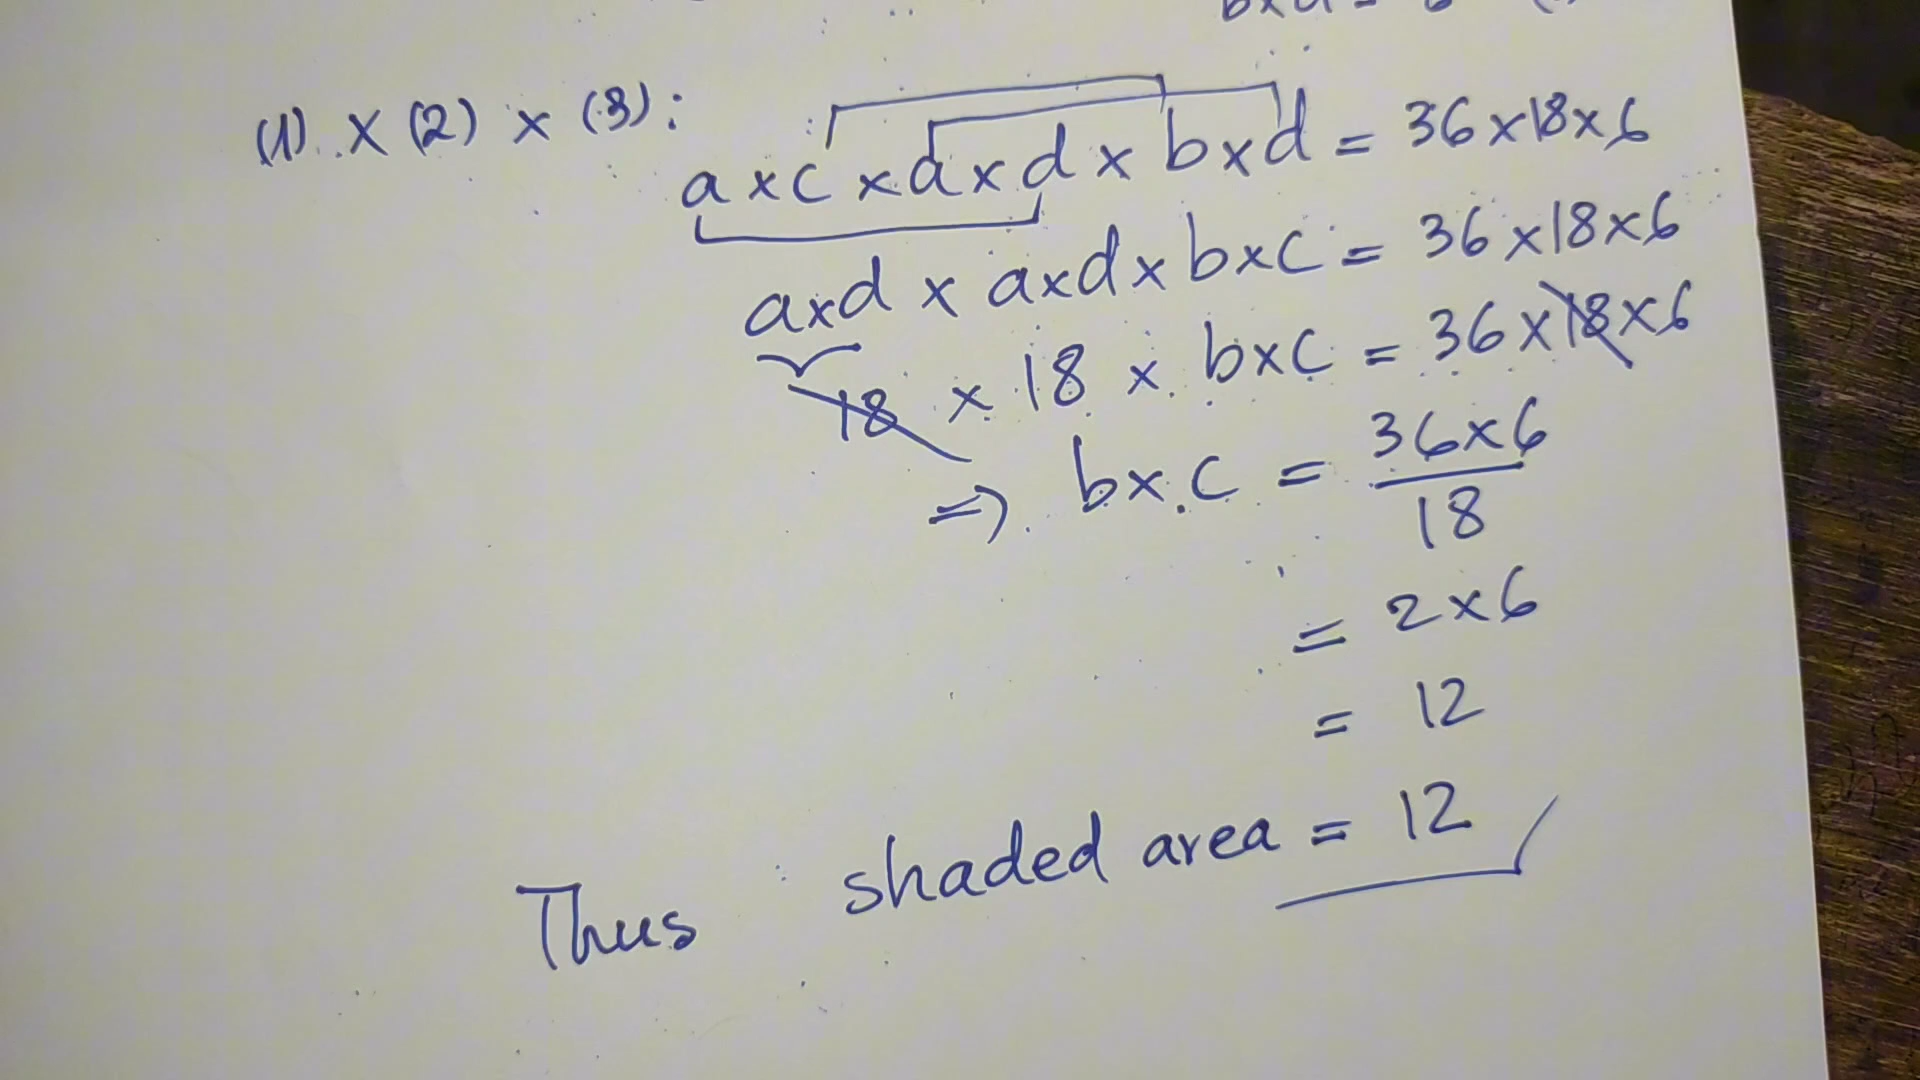 (1) × (2) × (3):
a×c×a×d×b×d = 36×18×6
a×d × a×d×b×c = 36×18×6
18 × 18 × b×c = 36×18×6
⇒ b×c = 36×6/18
= 2×6
= 12
Thus shaded area = 12